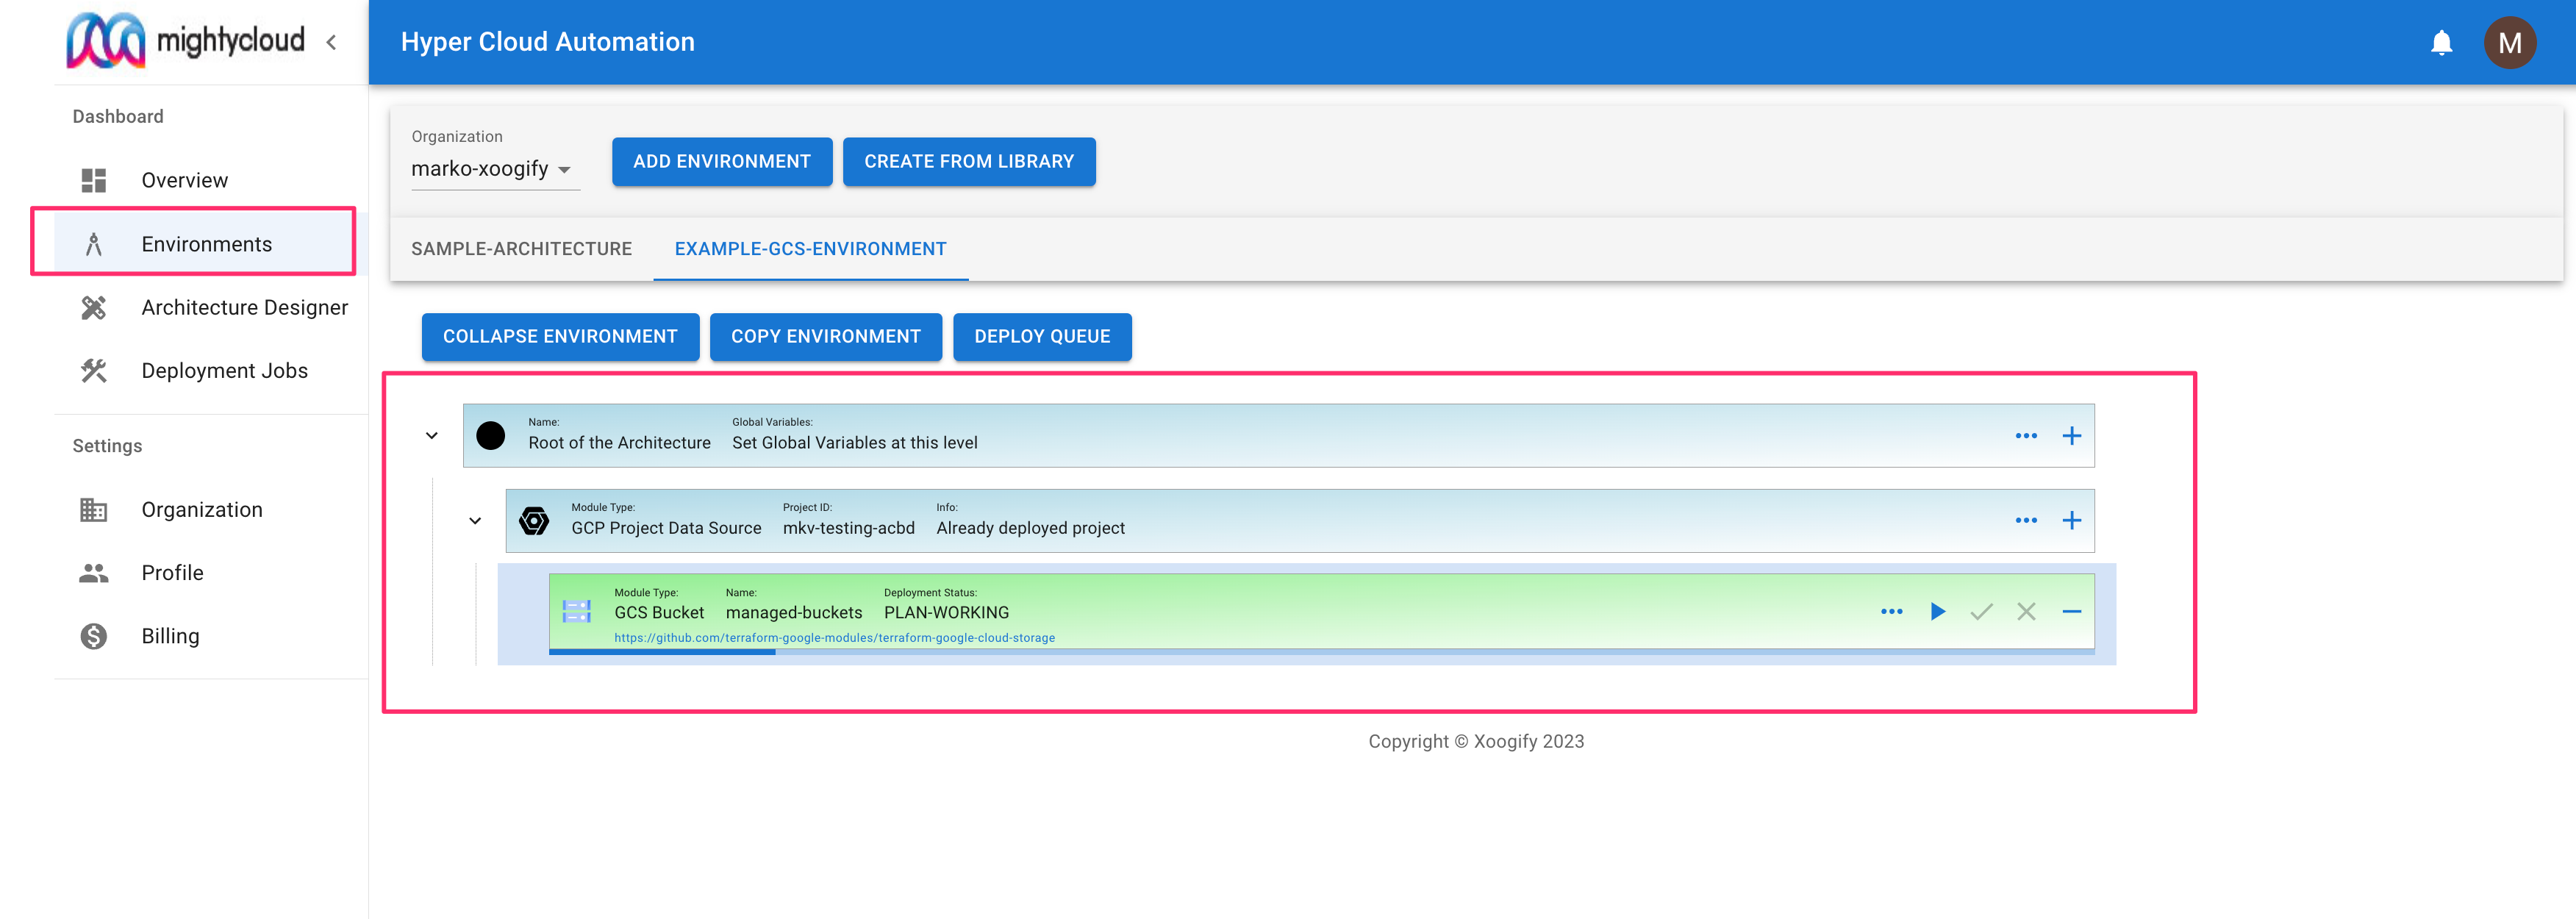 mightycloud
Hyper Cloud Automation
M
Dashboard
Overview
Environments
Architecture Designer
Deployment Jobs
Settings
Organization
Profile
Billing
Organization
marko-xoogify
ADD ENVIRONMENT
CREATE FROM LIBRARY
SAMPLE-ARCHITECTURE
EXAMPLE-GCS-ENVIRONMENT
COLLAPSE ENVIRONMENT
COPY ENVIRONMENT
DEPLOY QUEUE
Name: Global Variables:
Root of the Architecture Set Global Variables at this level
Module Type: Project ID: Info:
GCP Project Data Source mkv-testing-acbd Already deployed project
Module Type: Name: Deployment Status:
GCS Bucket managed-buckets PLAN-WORKING
https://github.com/terraform-google-modules/terraform-google-cloud-storage
Copyright © Xoogify 2023